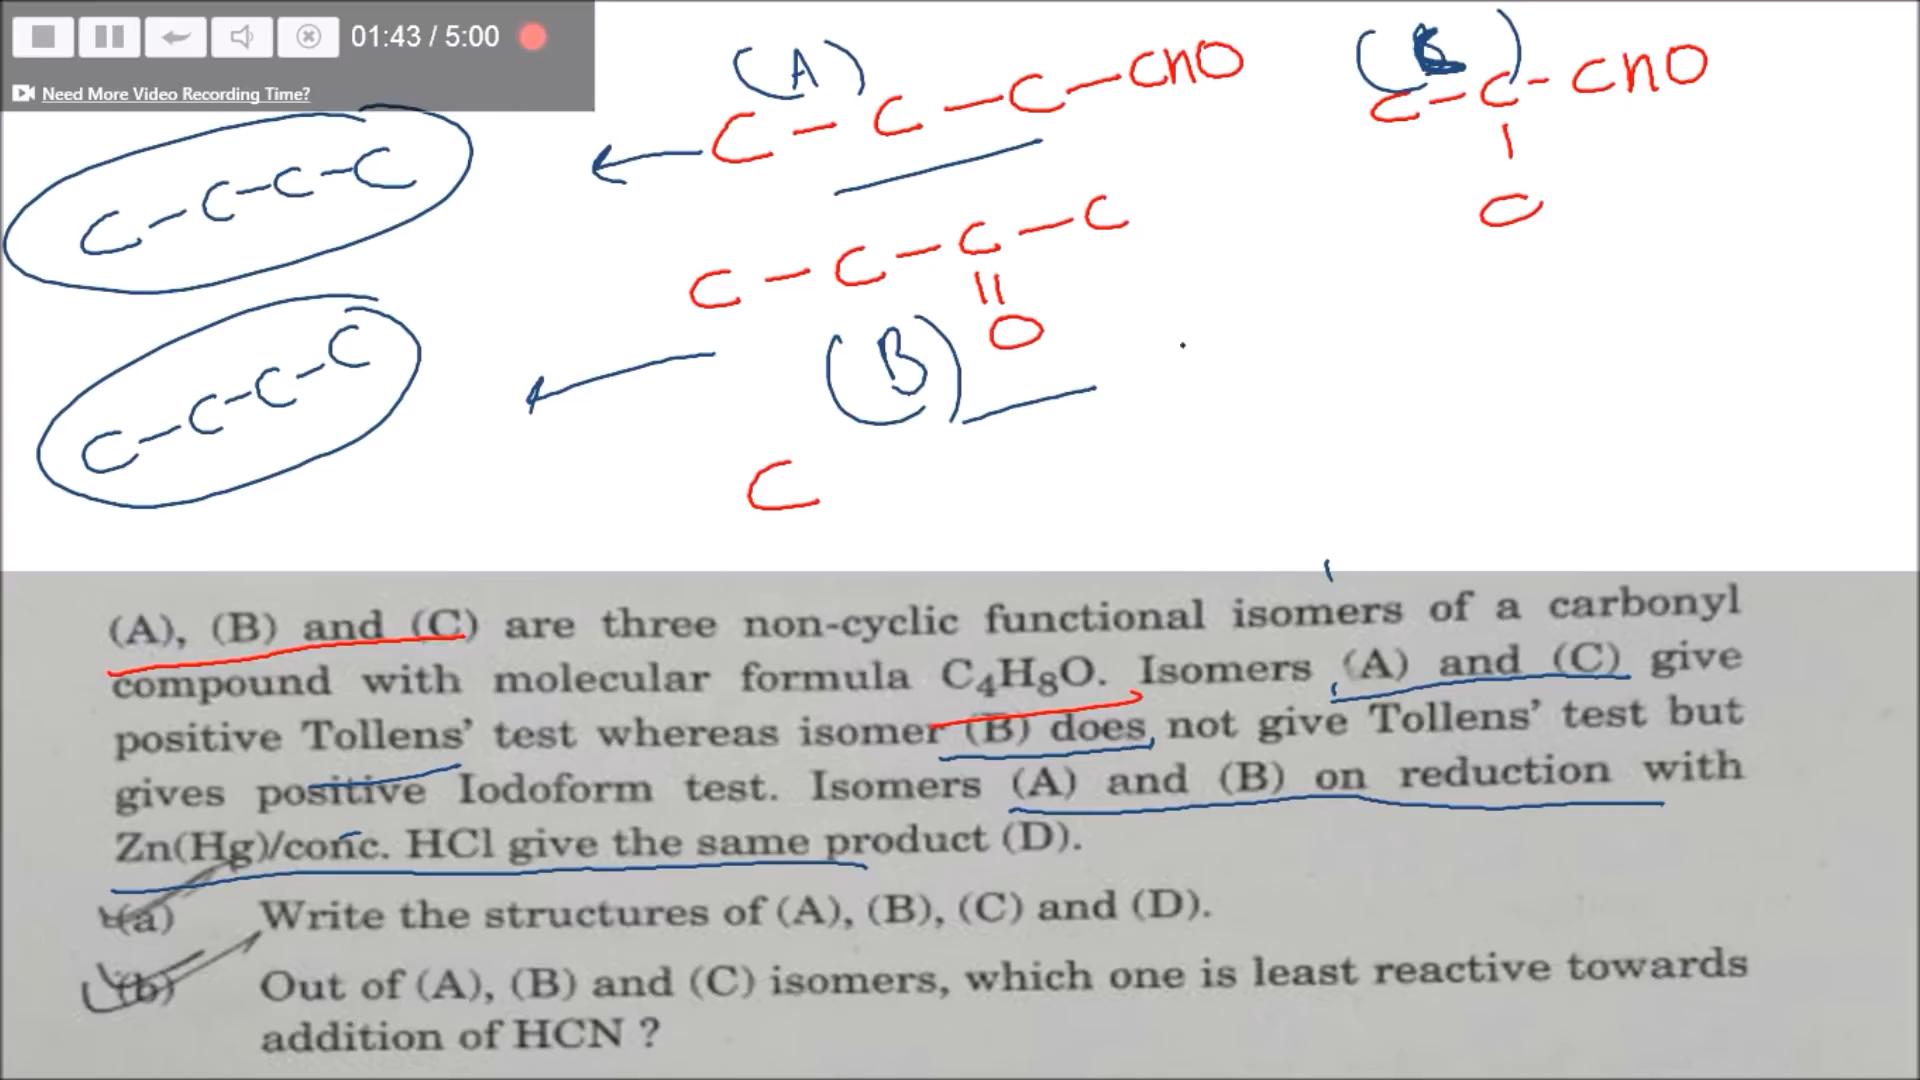 01:43 / 5:00
Need More Video Recording Time?
(A)
C - C - C - CHO
C - C - CHO
C
C - C - C - C
C - C - C - C
O
(B)
C - C - C - C
C
(A), (B) and (C) are three non-cyclic functional isomers of a carbonyl
compound with molecular formula C₄H₈O. Isomers (A) and (C) give
positive Tollens' test whereas isomer (B) does not give Tollens' test but
gives positive Iodoform test. Isomers (A) and (B) on reduction with
Zn(Hg)/conc. HCl give the same product (D).
(a) Write the structures of (A), (B), (C) and (D).
(b) Out of (A), (B) and (C) isomers, which one is least reactive towards
addition of HCN ?